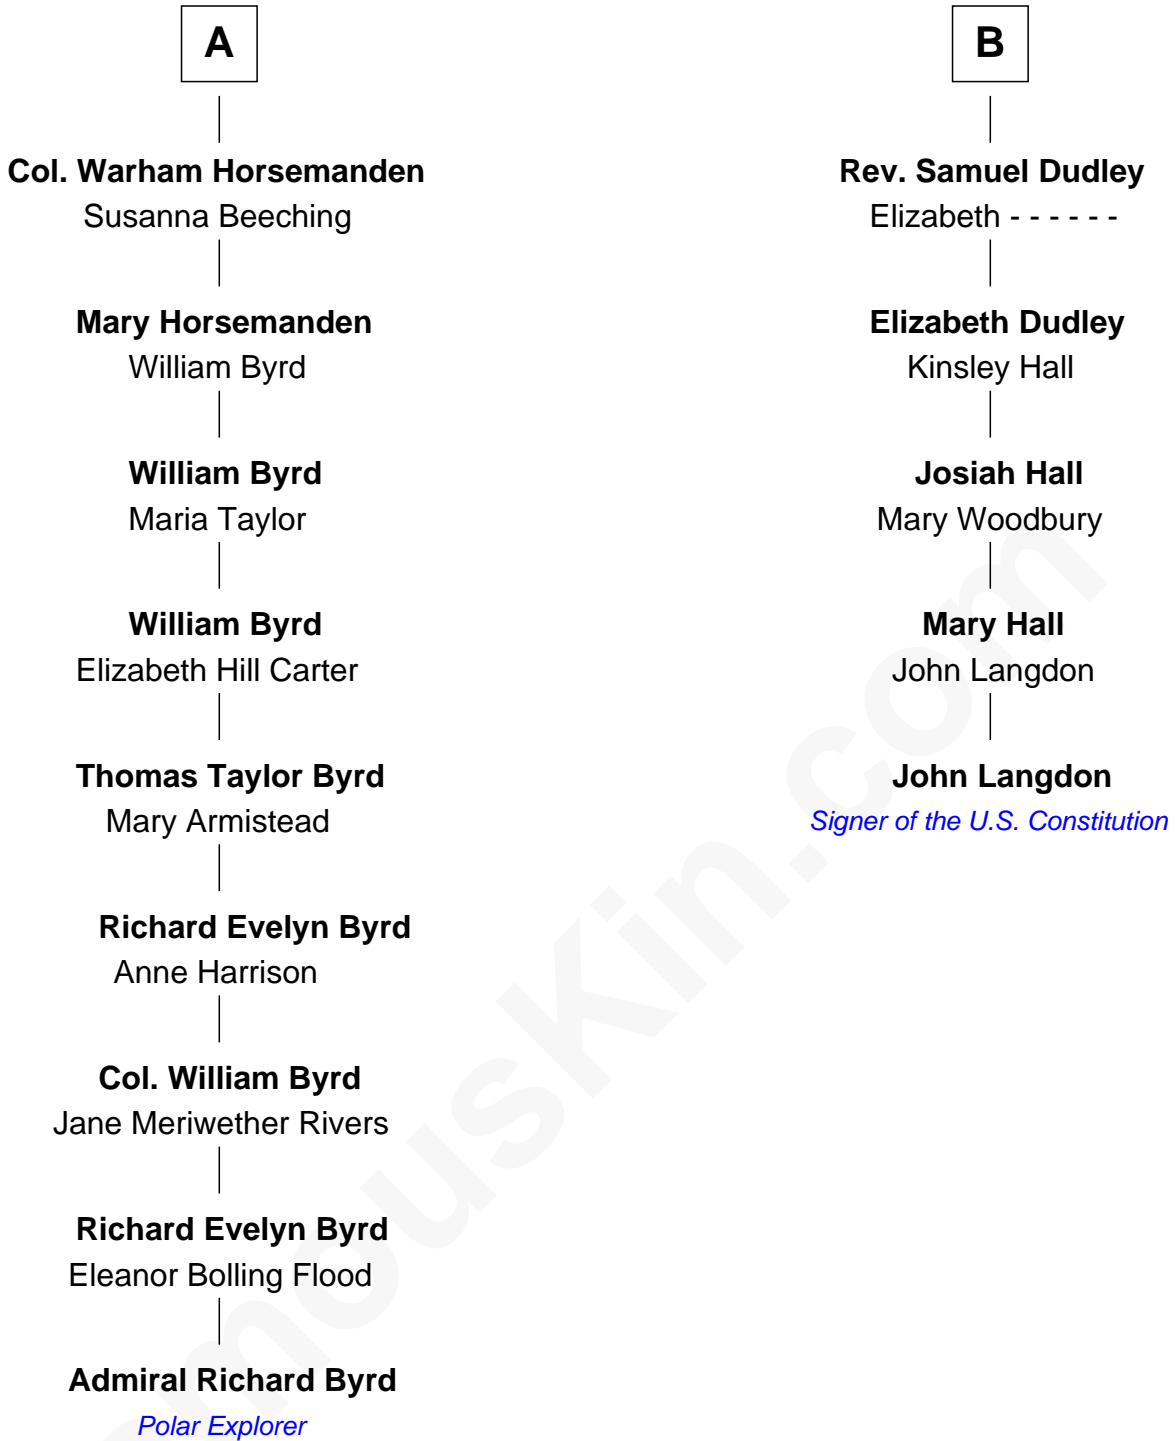 A
Col. Warham Horsemanden
Susanna Beeching
Mary Horsemanden
William Byrd
William Byrd
Maria Taylor
William Byrd
Elizabeth Hill Carter
Thomas Taylor Byrd
Mary Armistead
Richard Evelyn Byrd
Anne Harrison
Col. William Byrd
Jane Meriwether Rivers
Richard Evelyn Byrd
Eleanor Bolling Flood
Admiral Richard Byrd
Polar Explorer
B
Rev. Samuel Dudley
Elizabeth - - - - - -
Elizabeth Dudley
Kinsley Hall
Josiah Hall
Mary Woodbury
Mary Hall
John Langdon
John Langdon
Signer of the U.S. Constitution
mousKin.com